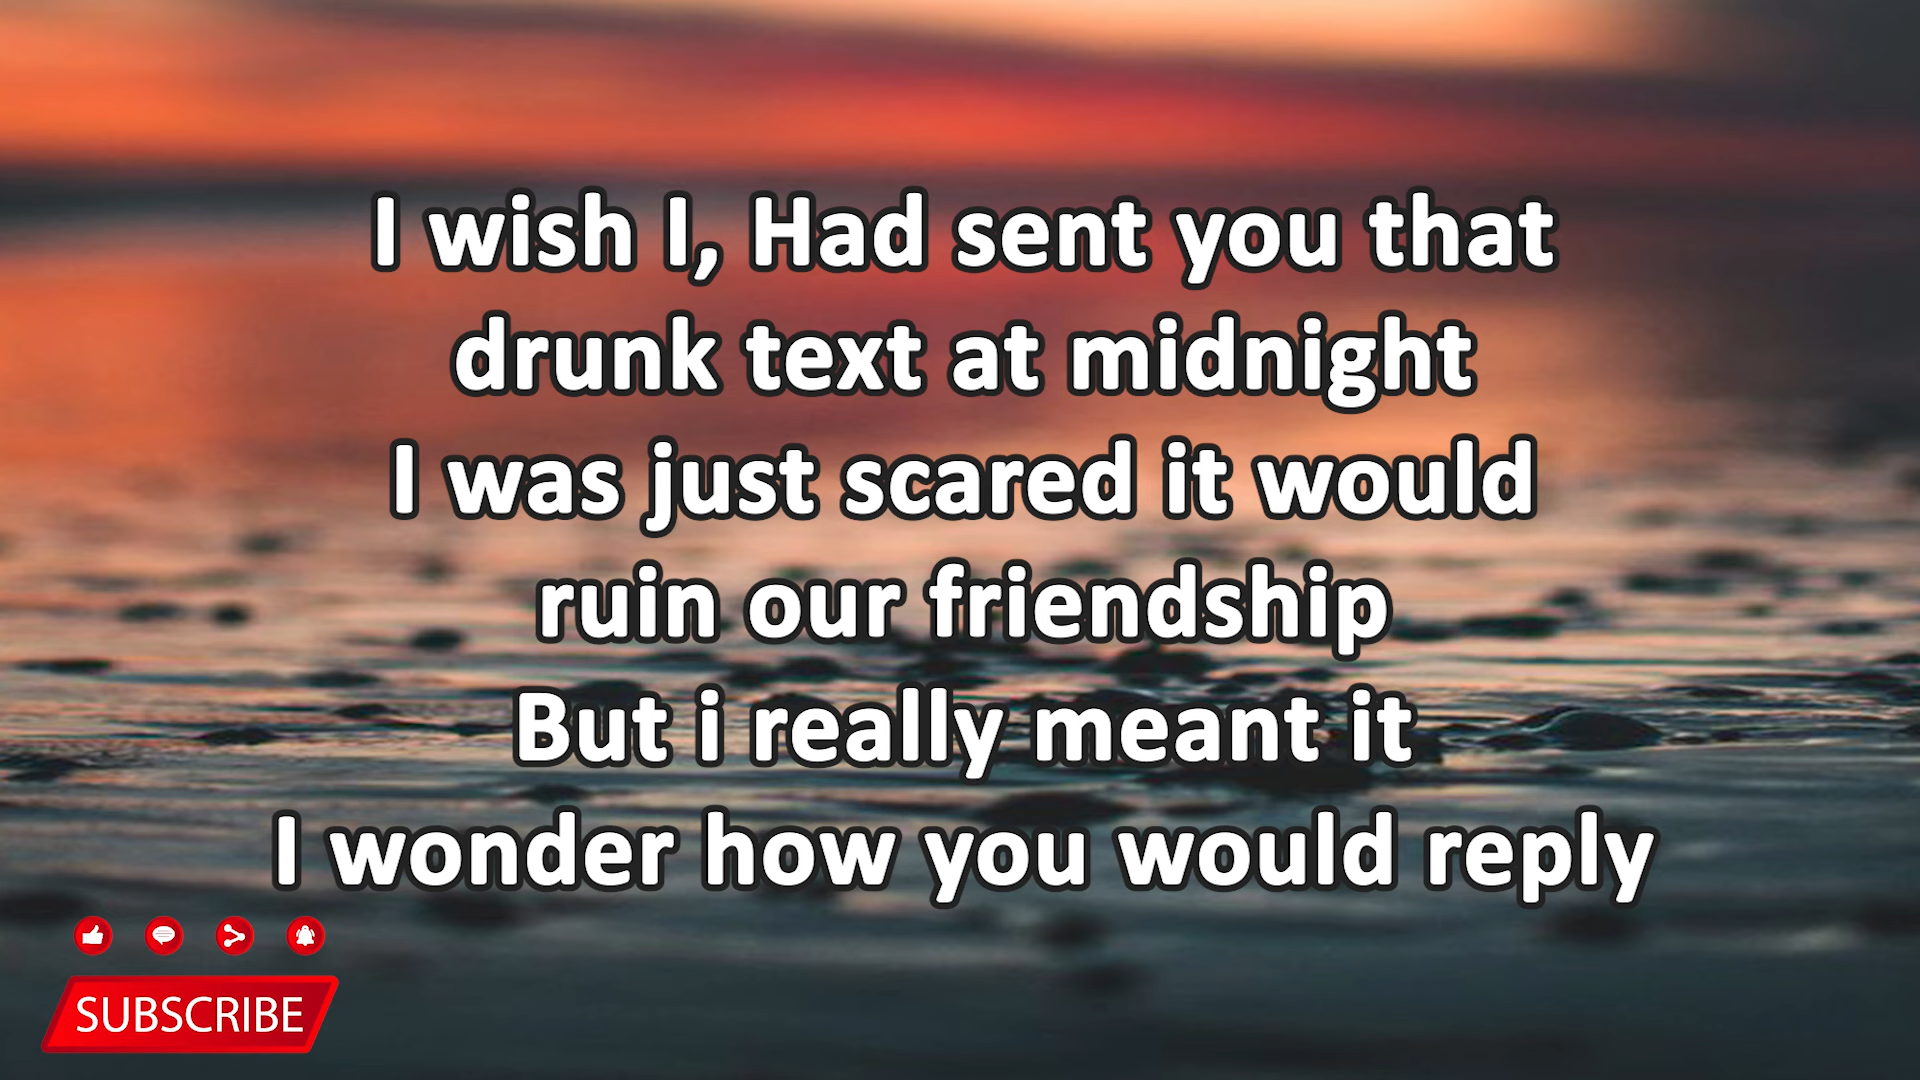 I wish I, Had sent you that
drunk text at midnight
I was just scared it would
ruin our friendship
But i really meant it
I wonder how you would reply
SUBSCRIBE